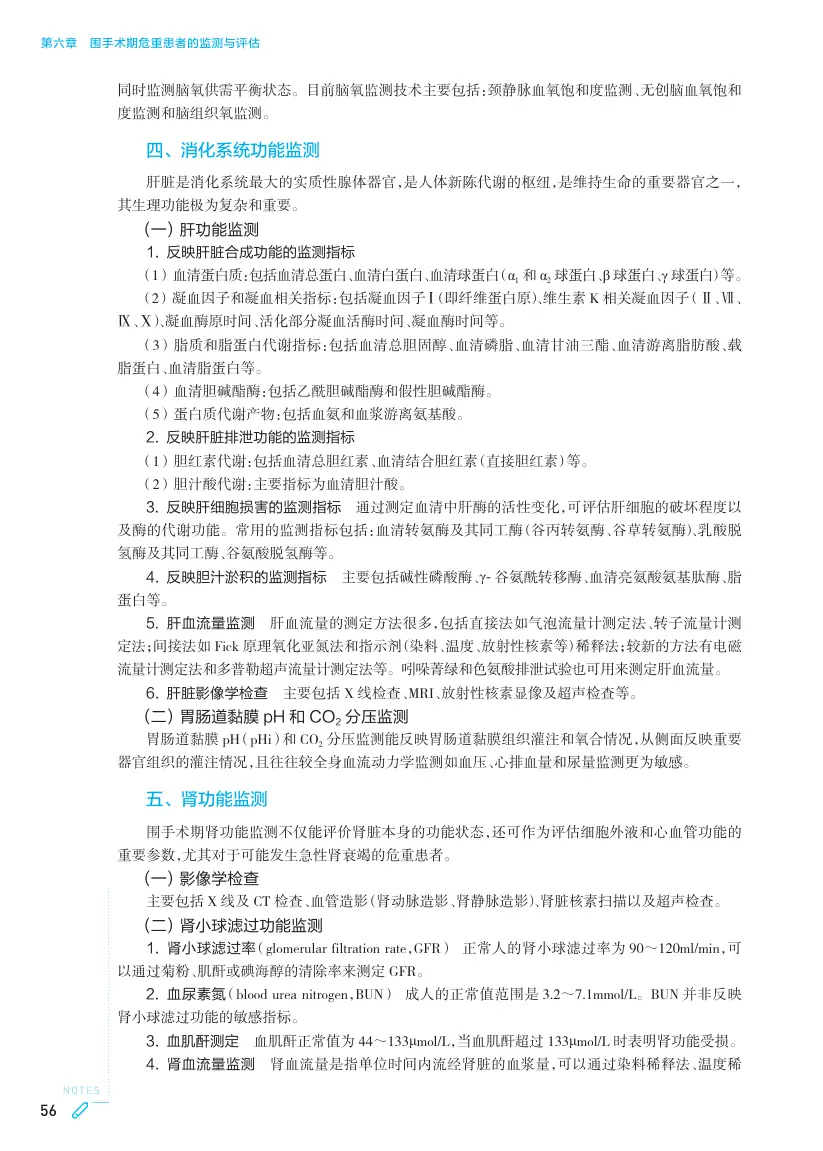 第六章 围手术期危重患者的监测与评估
同时监测脑氧供需平衡状态。目前脑氧监测技术主要包括:颈静脉血氧饱和度监测、无创脑血氧饱和
度监测和脑组织氧监测。
四、消化系统功能监测
肝脏是消化系统最大的实质性腺体器官,是人体新陈代谢的枢纽,是维持生命的重要器官之一,
其生理功能极为复杂和重要。
(一)肝功能监测
1. 反映肝脏合成功能的监测指标
(1)血清蛋白质:包括血清总蛋白、血清白蛋白、血清球蛋白(α₁ 和 α₂ 球蛋白、β 球蛋白、γ 球蛋白)等。
(2)凝血因子和凝血相关指标:包括凝血因子Ⅰ(即纤维蛋白原)、维生素 K 相关凝血因子(Ⅱ、Ⅶ、
Ⅸ、Ⅹ)、凝血酶原时间、活化部分凝血活酶时间、凝血酶时间等。
(3)脂质和脂蛋白代谢指标:包括血清总胆固醇、血清磷脂、血清甘油三酯、血清游离脂肪酸、载
脂蛋白、血清脂蛋白等。
(4)血清胆碱酯酶:包括乙酰胆碱酯酶和假性胆碱酯酶。
(5)蛋白质代谢产物:包括血氨和血浆游离氨基酸。
2. 反映肝脏排泄功能的监测指标
(1)胆红素代谢:包括血清总胆红素、血清结合胆红素(直接胆红素)等。
(2)胆汁酸代谢:主要指标为血清胆汁酸。
3. 反映肝细胞损害的监测指标 通过测定血清中肝酶的活性变化,可评估肝细胞的破坏程度以
及酶的代谢功能。常用的监测指标包括:血清转氨酶及其同工酶(谷丙转氨酶、谷草转氨酶)、乳酸脱
氢酶及其同工酶、谷氨酸脱氢酶等。
4. 反映胆汁淤积的监测指标 主要包括碱性磷酸酶、γ- 谷氨酰转移酶、血清亮氨酸氨基肽酶、脂
蛋白等。
5. 肝血流量监测 肝血流量的测定方法很多,包括直接法如气泡流量计测定法、转子流量计测
定法;间接法如 Fick 原理氧化亚氮法和指示剂(染料、温度、放射性核素等)稀释法;较新的方法有电磁
流量计测定法和多普勒超声流量计测定法等。吲哚菁绿和色氨酸排泄试验也可用来测定肝血流量。
6. 肝脏影像学检查 主要包括 X 线检查、MRI、放射性核素显像及超声检查等。
(二)胃肠道黏膜 pH 和 CO₂ 分压监测
胃肠道黏膜 pH(pHi)和 CO₂ 分压监测能反映胃肠道黏膜组织灌注和氧合情况,从侧面反映重要
器官组织的灌注情况,且往往较全身血流动力学监测如血压、心排血量和尿量监测更为敏感。
五、肾功能监测
围手术期肾功能监测不仅能评价肾脏本身的功能状态,还可作为评估细胞外液和心血管功能的
重要参数,尤其对于可能发生急性肾衰竭的危重患者。
(一)影像学检查
主要包括 X 线及 CT 检查、血管造影(肾动脉造影、肾静脉造影)、肾脏核素扫描以及超声检查。
(二)肾小球滤过功能监测
1. 肾小球滤过率(glomerular filtration rate,GFR) 正常人的肾小球滤过率为 90～120ml/min,可
以通过菊粉、肌酐或碘海醇的清除率来测定 GFR。
2. 血尿素氮(blood urea nitrogen,BUN) 成人的正常值范围是 3.2～7.1mmol/L。BUN 并非反映
肾小球滤过功能的敏感指标。
3. 血肌酐测定 血肌酐正常值为 44～133μmol/L,当血肌酐超过 133μmol/L 时表明肾功能受损。
4. 肾血流量监测 肾血流量是指单位时间内流经肾脏的血浆量,可以通过染料稀释法、温度稀
NOTES
56